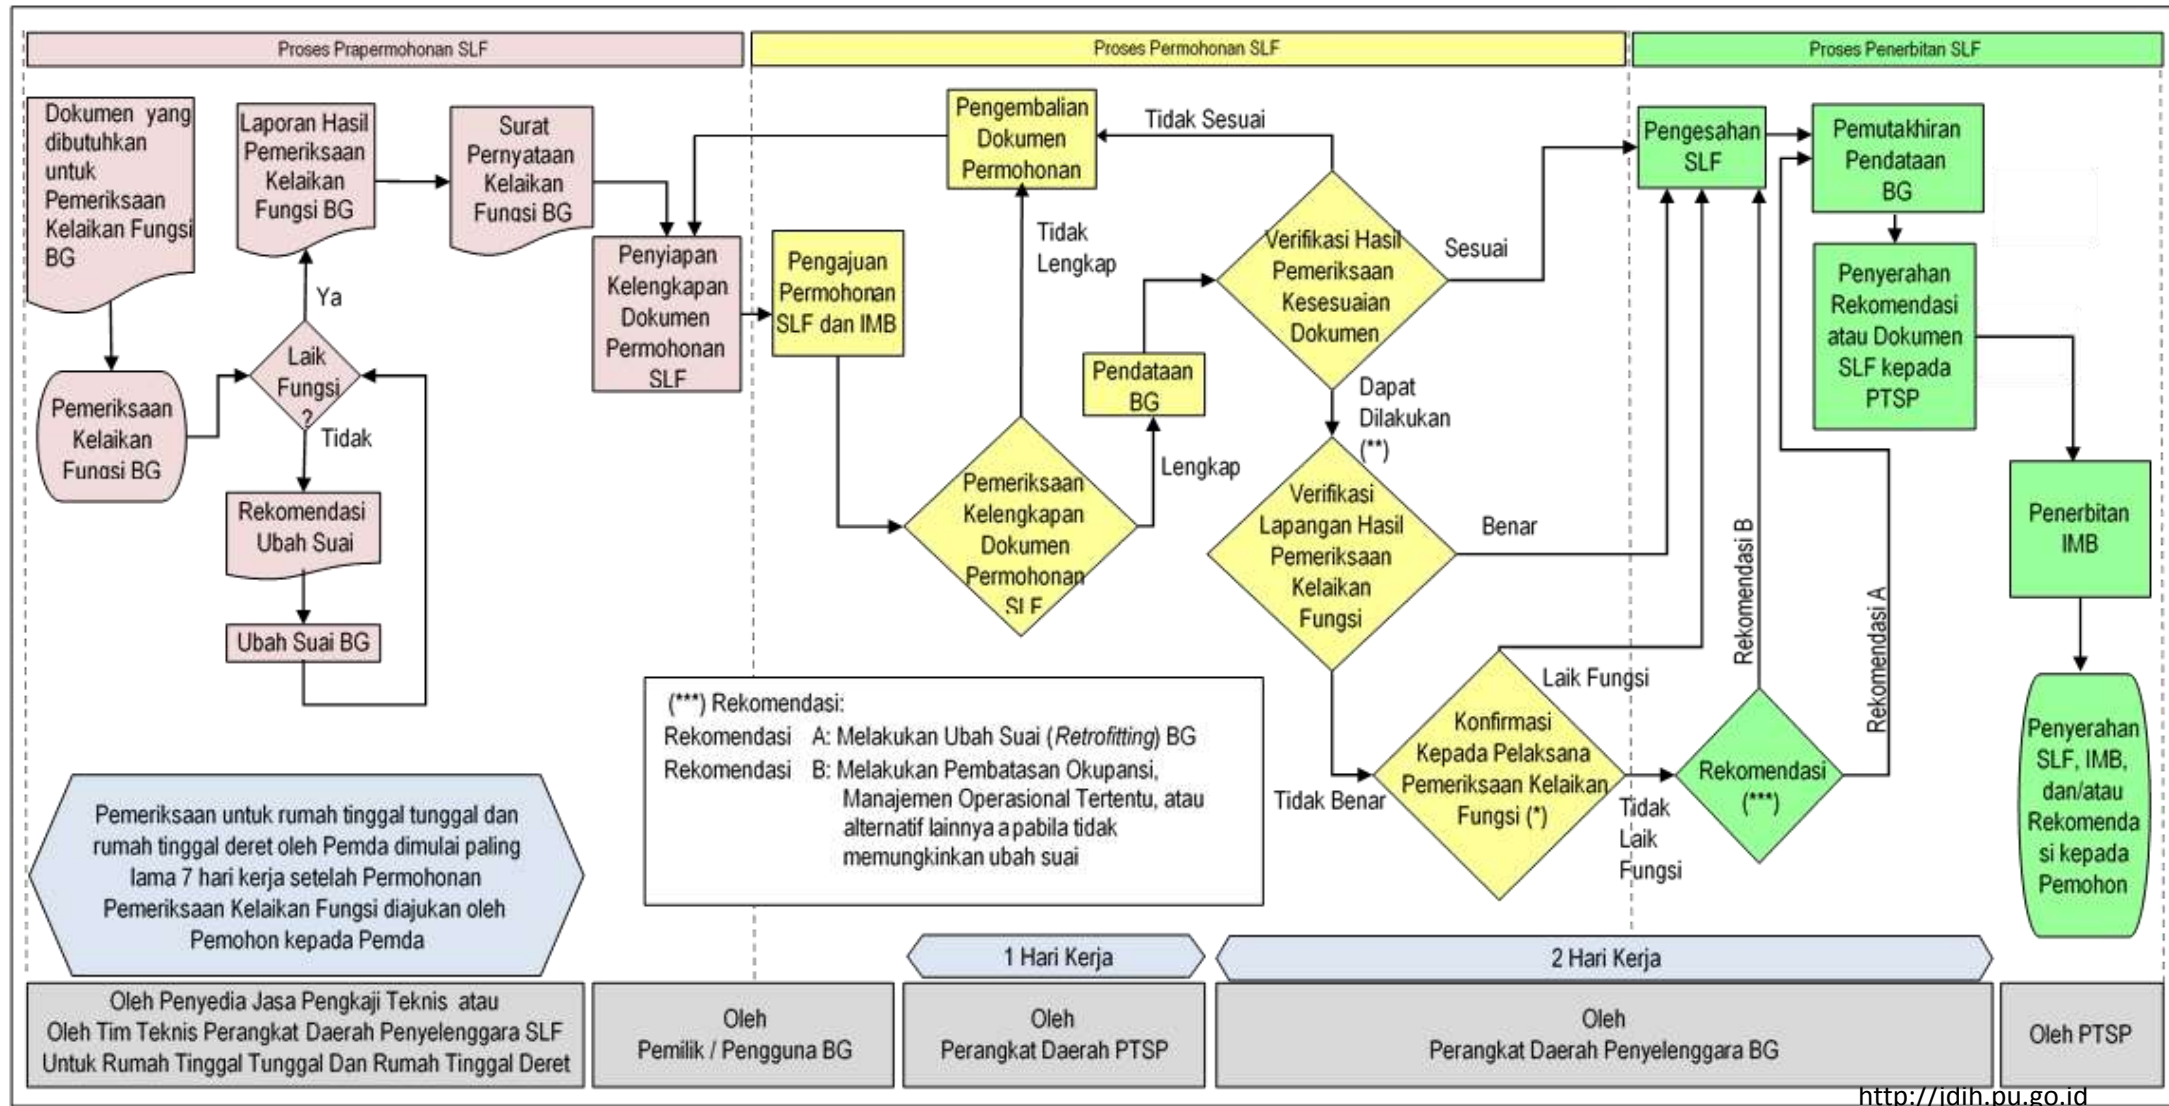 Proses Prapermohonan SLF
Proses Permohonan SLF
Proses Penerbitan SLF
Dokumen yang
dibutuhkan
untuk
Pemeriksaan
Kelaikan Fungsi
BG
Laporan Hasil
Pemeriksaan
Kelaikan
Fungsi BG
Surat
Pernyataan
Kelaikan
Fungsi BG
Penyiapan
Kelengkapan
Dokumen
Permohonan
SLF
Ya
Laik
Fungsi
?
Tidak
Pemeriksaan
Kelaikan
Fungsi BG
Rekomendasi
Ubah Suai
Ubah Suai BG
Pengajuan
Permohonan
SLF dan IMB
Pengembalian
Dokumen
Permohonan
Tidak Sesuai
Tidak
Lengkap
Pemeriksaan
Kelengkapan
Dokumen
Permohonan
SLF
Lengkap
Pendataan
BG
Verifikasi Hasil
Pemeriksaan
Kesesuaian
Dokumen
Sesuai
Dapat
Dilakukan
(**)
Verifikasi
Lapangan Hasil
Pemeriksaan
Kelaikan
Fungsi
Benar
Tidak Benar
Konfirmasi
Kepada Pelaksana
Pemeriksaan Kelaikan
Fungsi (*)
Laik Fungsi
Tidak
Laik
Fungsi
Pengesahan
SLF
Pemutakhiran
Pendataan
BG
Penyerahan
Rekomendasi
atau Dokumen
SLF kepada
PTSP
Rekomendasi B
Rekomendasi A
Rekomendasi
(***)
Penerbitan
IMB
Penyerahan
SLF, IMB,
dan/atau
Rekomenda
si kepada
Pemohon
(***) Rekomendasi:
Rekomendasi A: Melakukan Ubah Suai (Retrofitting) BG
Rekomendasi B: Melakukan Pembatasan Okupansi,
Manajemen Operasional Tertentu, atau
alternatif lainnya apabila tidak
memungkinkan ubah suai
Pemeriksaan untuk rumah tinggal tunggal dan
rumah tinggal deret oleh Pemda dimulai paling
lama 7 hari kerja setelah Permohonan
Pemeriksaan Kelaikan Fungsi diajukan oleh
Pemohon kepada Pemda
1 Hari Kerja
2 Hari Kerja
Oleh Penyedia Jasa Pengkaji Teknis atau
Oleh Tim Teknis Perangkat Daerah Penyelenggara SLF
Untuk Rumah Tinggal Tunggal Dan Rumah Tinggal Deret
Oleh
Pemilik / Pengguna BG
Oleh
Perangkat Daerah PTSP
Oleh
Perangkat Daerah Penyelenggara BG
Oleh PTSP
http://jdih.pu.go.id